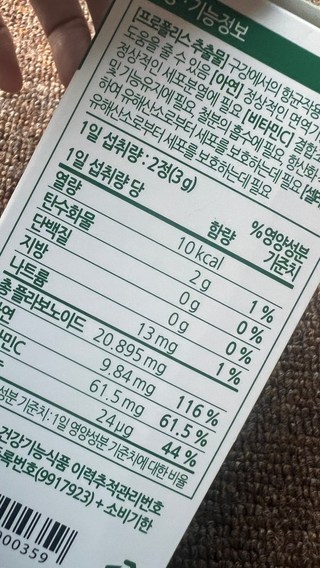 기능정보
[프로폴리스추출물] 구강에서의 항균작용
도움을 줄 수 있음 [아연] 정상적인 면역기
정상적인 세포분열에 필요 [비타민C] 결합
및 기능유지에 필요, 철분의 흡수에 필요, 항산화
하여 유해산소로부터 세포를 보호하는데 필요
유해산소로부터 세포를 보호하는데 필요
1일 섭취량 : 2정(3g)
1일 섭취량 당 함량 %영양성분 기준치
열량 10 kcal
탄수화물 2 g 1 %
단백질 0 g 0 %
지방 0 g 0 %
나트륨 13 mg 1 %
총 플라보노이드 20.895 mg
아연 9.84 mg 116 %
비타민C 61.5 mg 61.5 %
24 μg 44 %
성분 기준치 : 1일 영양성분 기준치에 대한 비율
건강기능식품 이력추적관리번호
등록번호(9917923) + 소비기한
00359